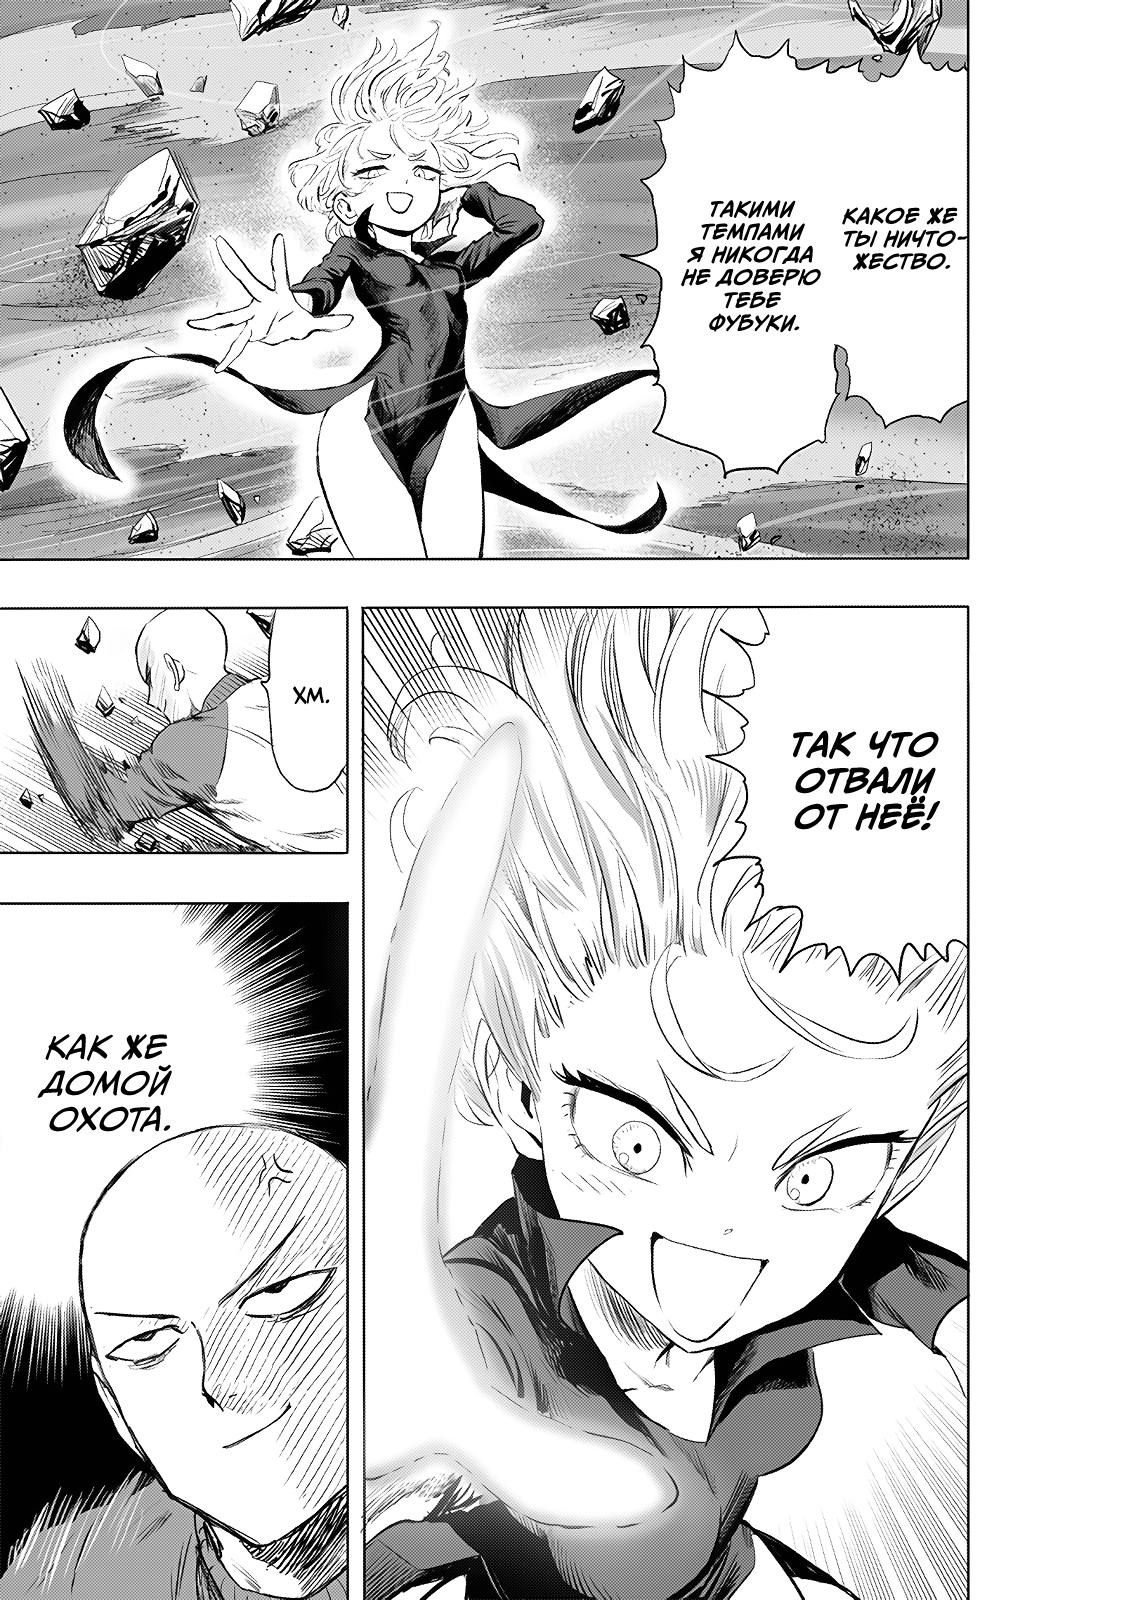 КАКОЕ ЖЕ
ТЫ НИЧТО-
ЖЕСТВО.
ТАКИМИ
ТЕМПАМИ
Я НИКОГДА
НЕ ДОВЕРЮ
ТЕБЕ
ФУБУКИ.
ТАК ЧТО
ОТВАЛИ
ОТ НЕЁ!
ХМ.
КАК ЖЕ
ДОМОЙ
ОХОТА.